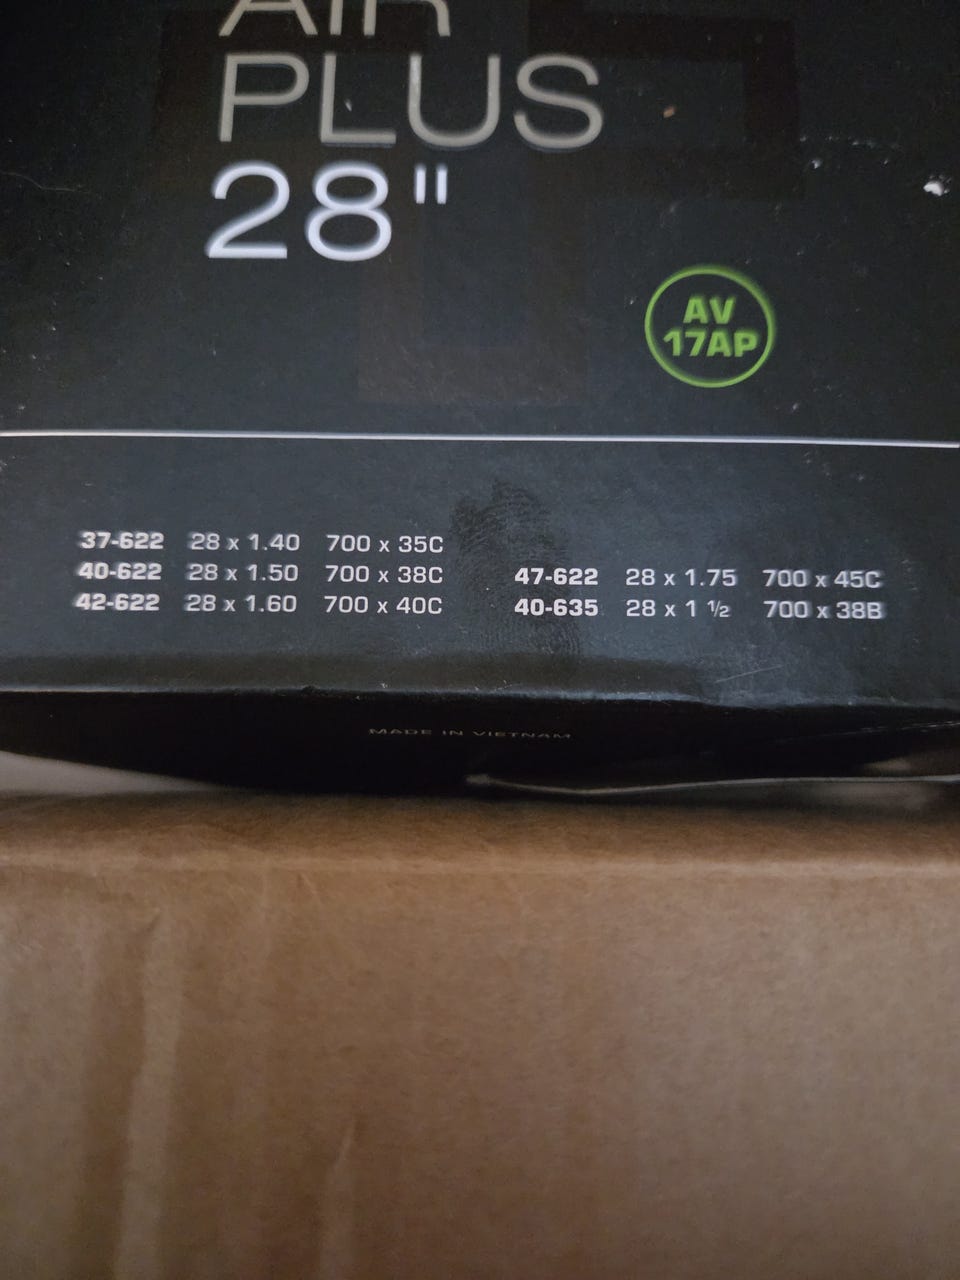 AIR
PLUS
28"
AV
17AP
37-622 28 x 1.40 700 x 35C
40-622 28 x 1.50 700 x 38C
42-622 28 x 1.60 700 x 40C
47-622 28 x 1.75 700 x 45C
40-635 28 x 1 ½ 700 x 38B
MADE IN VIETNAM